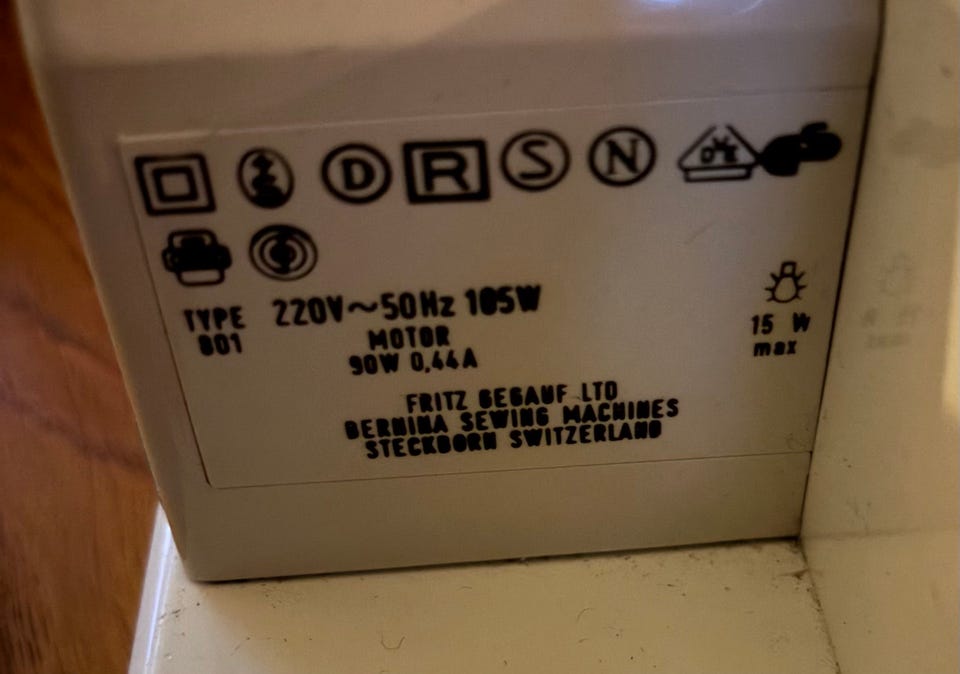 D R S N
TYPE 220V~50Hz 105W
801
MOTOR
90W 0,44A
15 W
max
FRITZ GEGAUF LTD
BERNINA SEWING MACHINES
STECKBORN SWITZERLAND